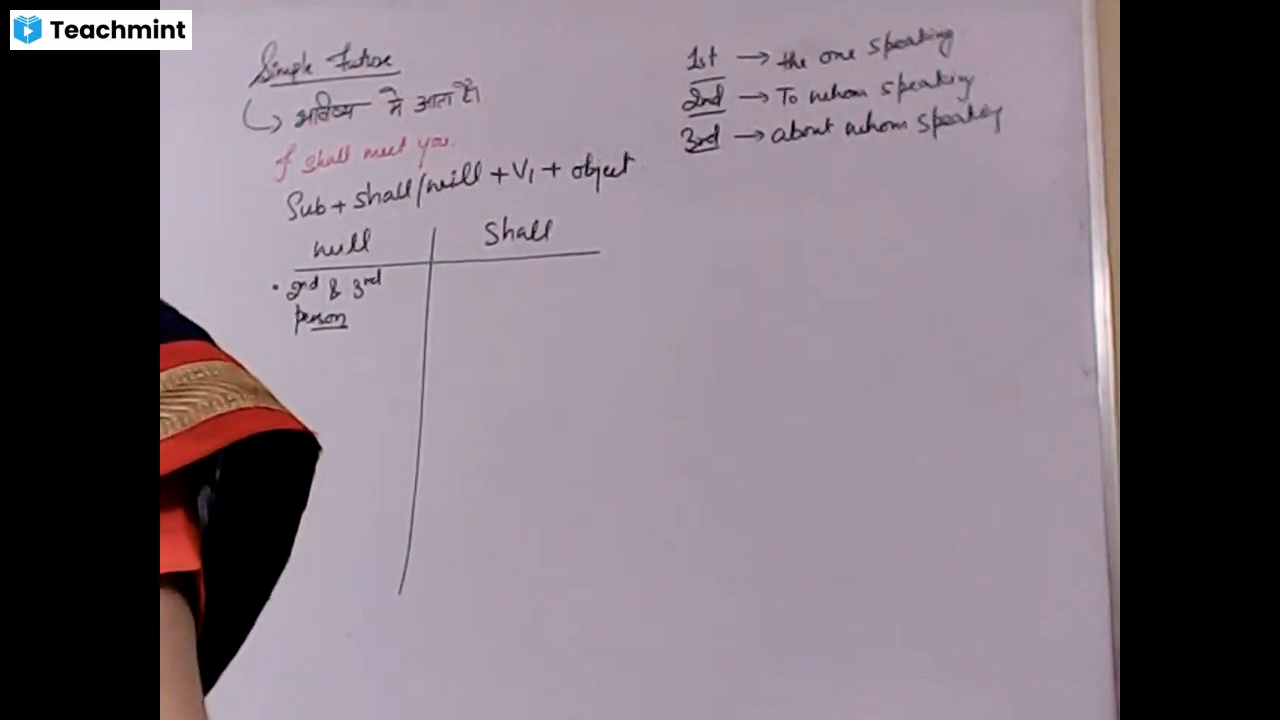 Teachmint
Simple Future
भविष्य में आता है।
I shall meet you.
Sub + shall/will + V1 + object
will
Shall
• 2nd & 3rd
person
1st → the one speaking
2nd → To whom speaking
3rd → about whom speaking